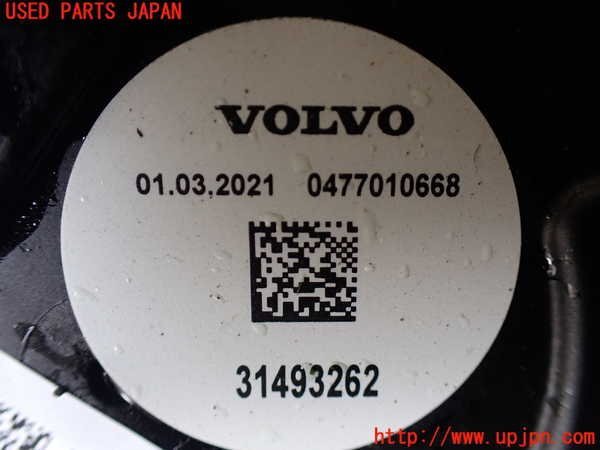 USED PARTS JAPAN
VOLVO
01.03.2021 0477010668
31493262
http://www.upjpn.com/